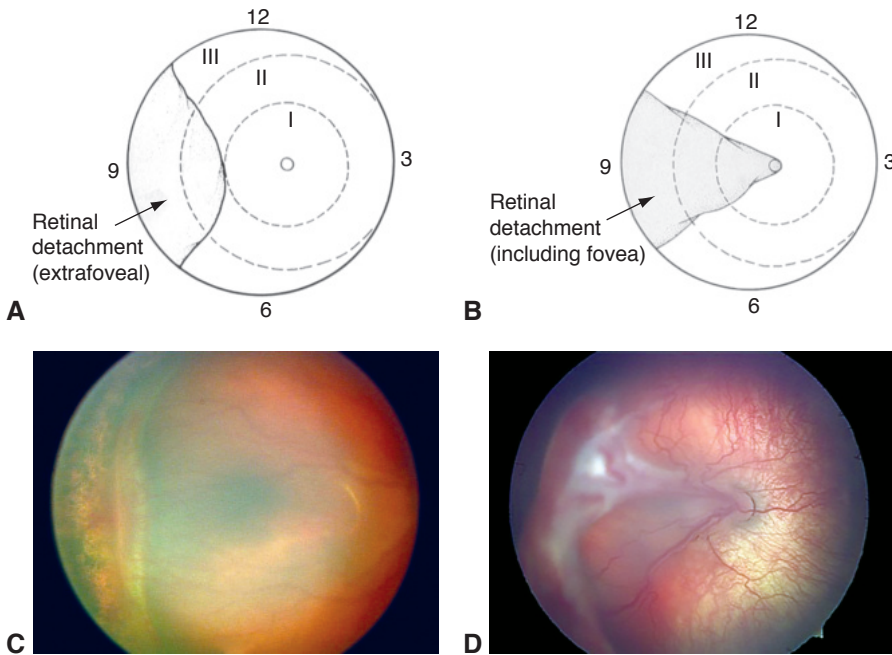 12
III
II
I
9
3
Retinal
detachment
(extrafoveal)
6
A
12
III
II
I
9
3
Retinal
detachment
(including fovea)
6
B
C
D